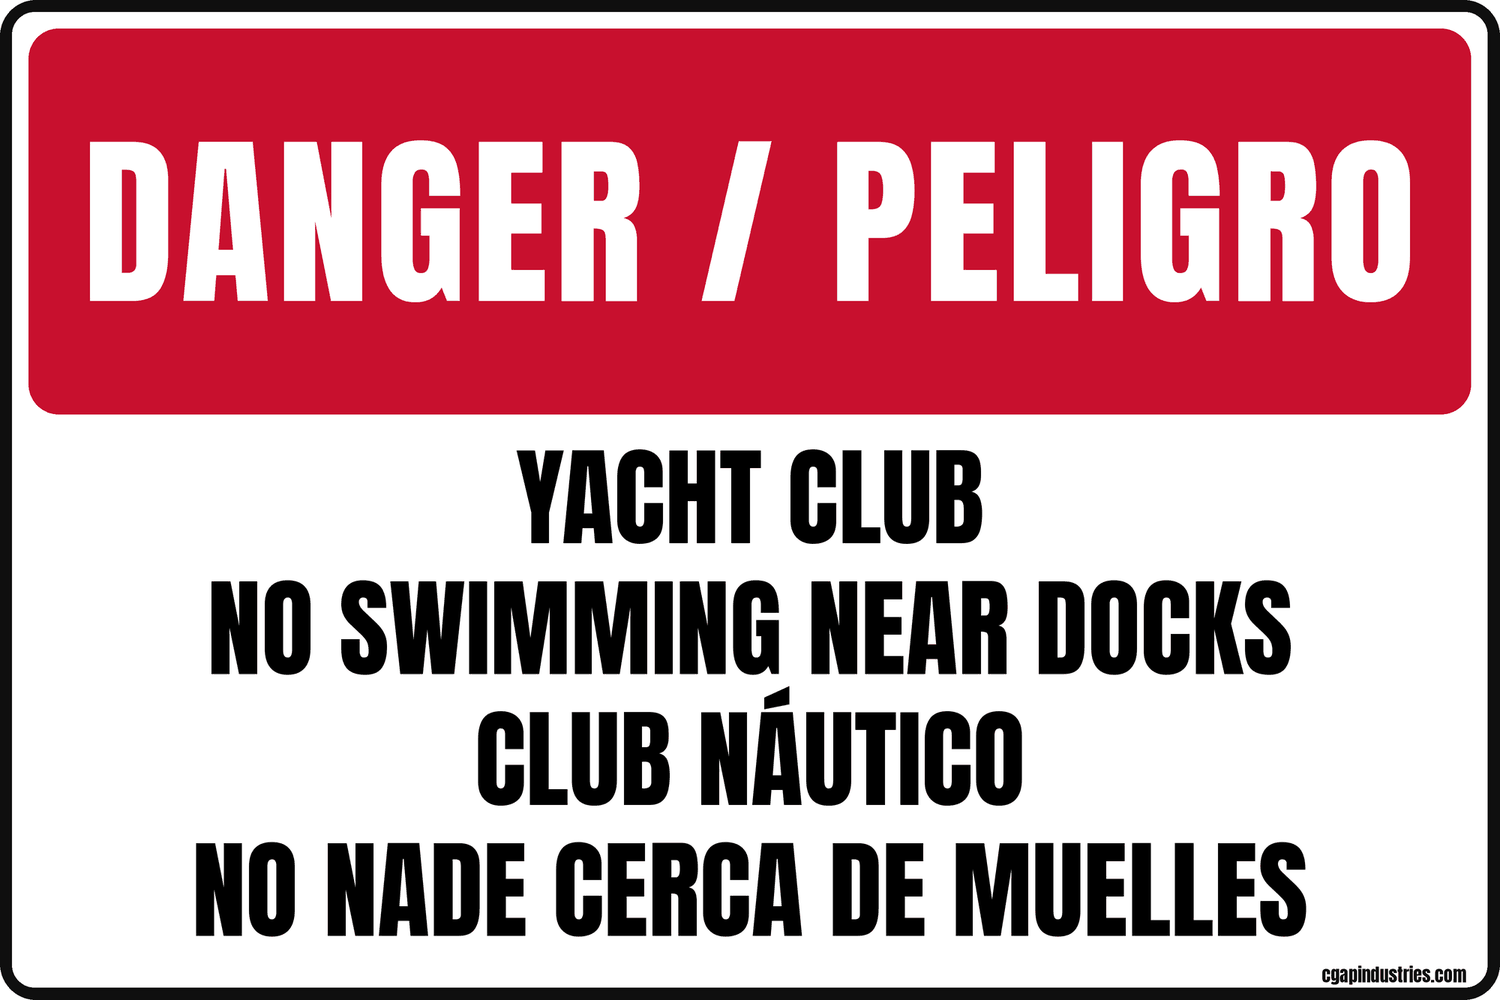 DANGER / PELIGRO
YACHT CLUB
NO SWIMMING NEAR DOCKS
CLUB NÁUTICO
NO NADE CERCA DE MUELLES
cgapindustries.com